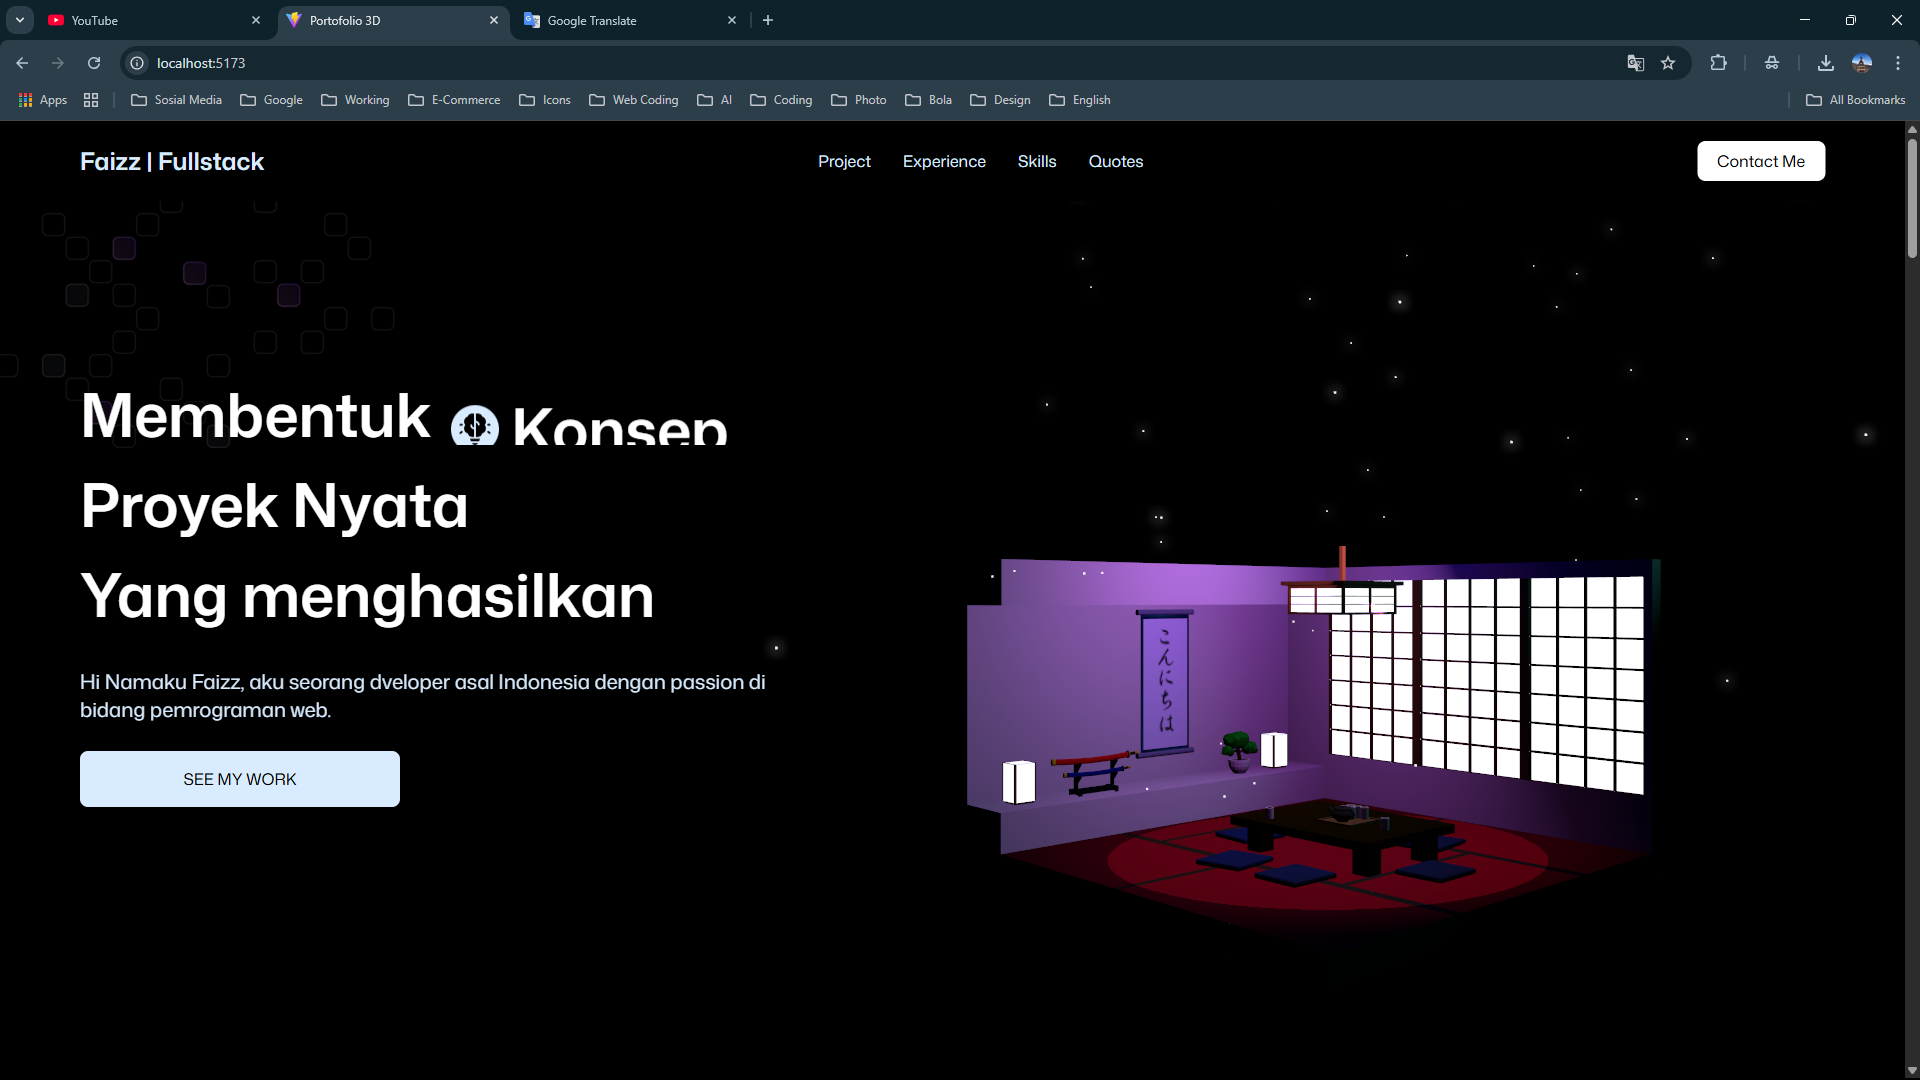 YouTube
Portofolio 3D
Google Translate
localhost:5173
Apps
Sosial Media
Google
Working
E-Commerce
Icons
Web Coding
AI
Coding
Photo
Bola
Design
English
All Bookmarks
Faizz | Fullstack
Project
Experience
Skills
Quotes
Contact Me
Membentuk Konsep
Proyek Nyata
Yang menghasilkan
Hi Namaku Faizz, aku seorang dveloper asal Indonesia dengan passion di
bidang pemrograman web.
SEE MY WORK
こんにちは